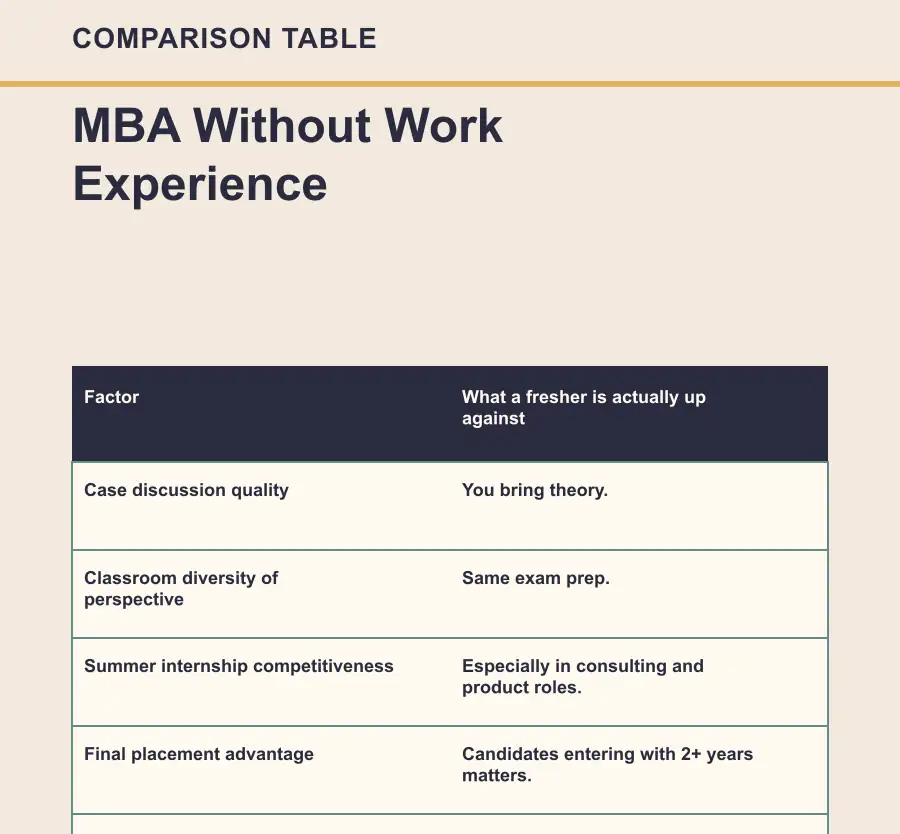 COMPARISON TABLE
MBA Without Work
Experience
Factor
What a fresher is actually up
against
Case discussion quality
You bring theory.
Classroom diversity of
perspective
Same exam prep.
Summer internship competitiveness
Especially in consulting and
product roles.
Final placement advantage
Candidates entering with 2+ years
matters.